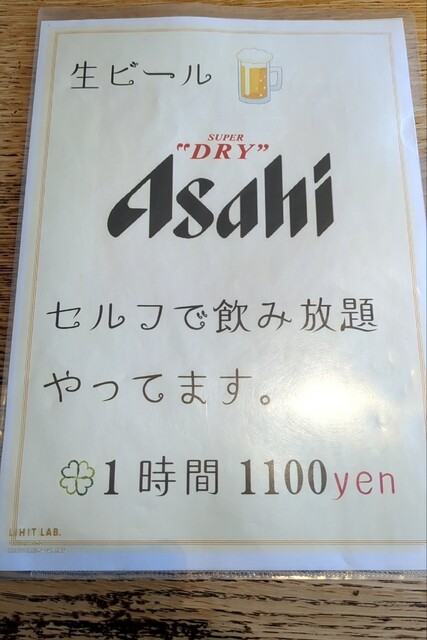 生ビール
SUPER
"DRY"
Asahi
セルフで飲み放題
やってます。
1時間 1100yen
LIHIT LAB.